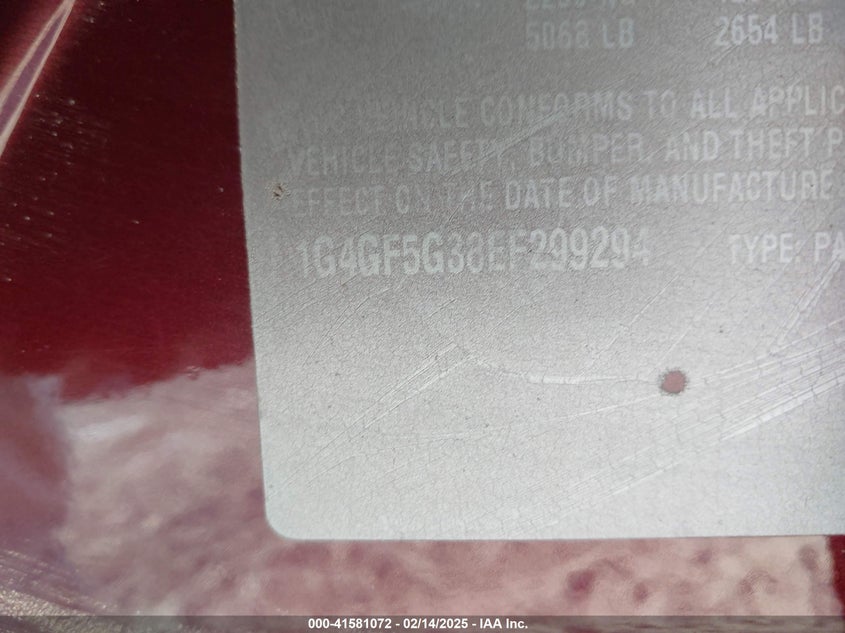 5068 LB 2654 LB
VEHICLE CONFORMS TO ALL APPLIC
VEHICLE SAFETY, BUMPER, AND THEFT P
EFFECT ON THE DATE OF MANUFACTURE
1G4GF5G38EF299294 TYPE: PA
000-41581072 - 02/14/2025 - IAA Inc.